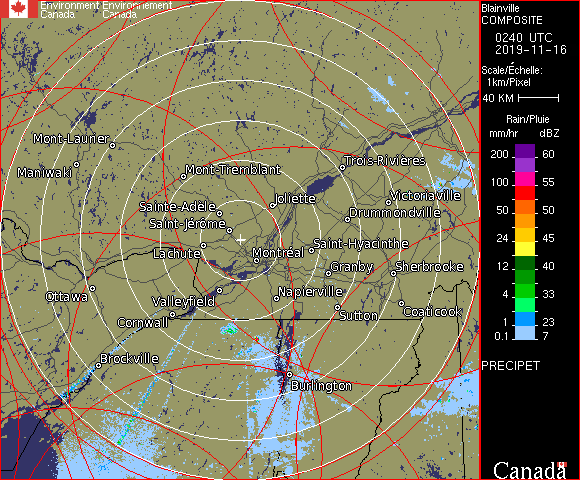 Environment Environnement
Canada Canada
Blainville
COMPOSITE
0240 UTC
2019-11-16
Scale/Échelle:
1km/Pixel
40 KM
Rain/Pluie
mm/hr dBZ
200 60
100 55
50 50
24 45
12 40
4 33
1 23
0.1 7
PRECIPET
Mont-Laurier
Maniwaki
Mont-Tremblant
Trois-Rivières
Joliette
Victoriaville
Sainte-Adèle
Drummondville
Saint-Jérôme
Lachute
Montréal
Saint-Hyacinthe
Granby
Sherbrooke
Ottawa
Valleyfield
Napierville
Cornwall
Sutton
Coaticook
Brockville
Burlington
Canada